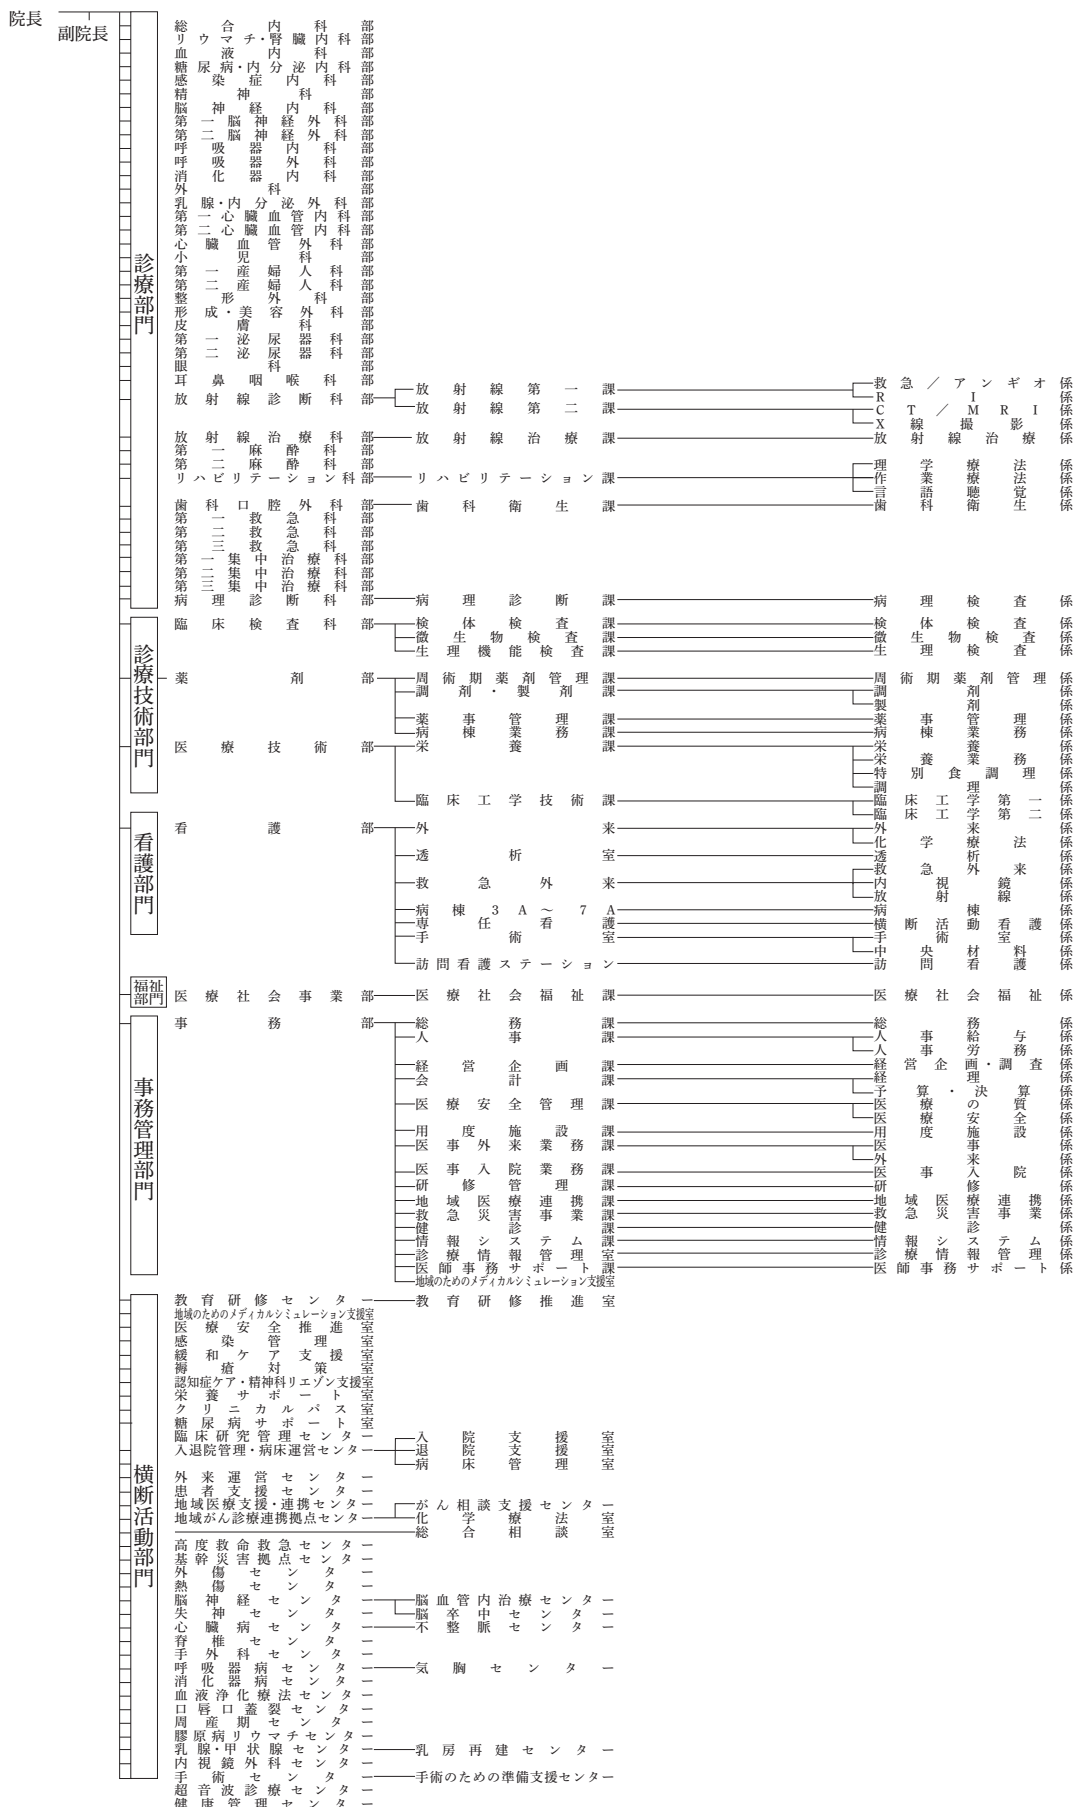 院長
副院長
診療部門
総合内科部
リウマチ・腎臓内科部
血液内科部
糖尿病・内分泌内科部
感染症内科部
精神科部
脳神経内科部
第一脳神経外科部
第二脳神経外科部
呼吸器内科部
呼吸器外科部
消化器内科部
外科部
乳腺・内分泌外科部
第一心臓血管内科部
第二心臓血管内科部
心臓血管外科部
小児科部
第一産婦人科部
第二産婦人科部
整形外科部
形成・美容外科部
皮膚科部
第一泌尿器科部
第二泌尿器科部
眼科部
耳鼻咽喉科部
放射線診断科部 放射線第一課 救急／アンギオ係
RI係
放射線第二課 CT／MRI係
X線撮影係
放射線治療科部 放射線治療課 放射線治療係
第一麻酔科部
第二麻酔科部
リハビリテーション科部 リハビリテーション課 理学療法係
作業療法係
言語聴覚係
歯科口腔外科部 歯科衛生課 歯科衛生係
第一救急科部
第二救急科部
第三救急科部
第一集中治療科部
第二集中治療科部
第三集中治療科部
病理診断科部 病理診断課 病理検査係
診療技術部門
臨床検査科部 検体検査課 検体検査係
微生物検査課 微生物検査係
生理機能検査課 生理検査係
薬剤部 周術期薬剤管理課 周術期薬剤管理係
調剤・製剤課 調剤係
製剤係
薬事管理課 薬事管理係
病棟業務課 病棟業務係
医療技術部 栄養課 栄養係
栄養業務係
特別食調理係
調理係
臨床工学技術課 臨床工学第一係
臨床工学第二係
看護部門
看護部 外来 外来係
化学療法係
透析室 透析係
救急外来 救急外来係
内視鏡係
放射線係
病棟3A～7A 病棟係
専任看護 横断活動看護係
手術室 手術室係
中央材料係
訪問看護ステーション 訪問看護係
福祉部門
医療社会事業部 医療社会福祉課 医療社会福祉係
事務管理部門
事務部 総務課 総務係
人事課 人事給与係
人事労務係
経営企画課 経営企画・調査係
会計課 経理係
予算・決算係
医療安全管理課 医療の質係
医療安全係
用度施設課 用度施設係
医事外来業務課 医事係
外来係
医事入院業務課 医事入院係
研修管理課 研修係
地域医療連携課 地域医療連携係
救急災害事業課 救急災害事業係
健診課 健診係
情報システム課 情報システム係
診療情報管理室 診療情報管理係
医師事務サポート課 医師事務サポート係
地域のためのメディカルシミュレーション支援室
横断活動部門
教育研修センター 教育研修推進室
地域のためのメディカルシミュレーション支援室
医療安全推進室
感染管理室
緩和ケア支援室
褥瘡対策室
認知症ケア・精神科リエゾン支援室
栄養サポート室
クリニカルパス室
糖尿病サポート室
臨床研究管理センター
入退院管理・病床運営センター 入院支援室
退院支援室
病床管理室
外来運営センター
患者支援センター
地域医療支援・連携センター
地域がん診療連携拠点センター がん相談支援センター
化学療法室
総合相談室
高度救命救急センター
基幹災害拠点センター
外傷センター
熱傷センター
脳神経センター 脳血管内治療センター
失神センター 脳卒中センター
心臓病センター 不整脈センター
脊椎センター
手外科センター
呼吸器病センター 気胸センター
消化器病センター
血液浄化療法センター
口唇口蓋裂センター
周産期センター
膠原病リウマチセンター
乳腺・甲状腺センター 乳房再建センター
内視鏡外科センター
手術センター 手術のための準備支援センター
超音波診療センター
健康管理センター